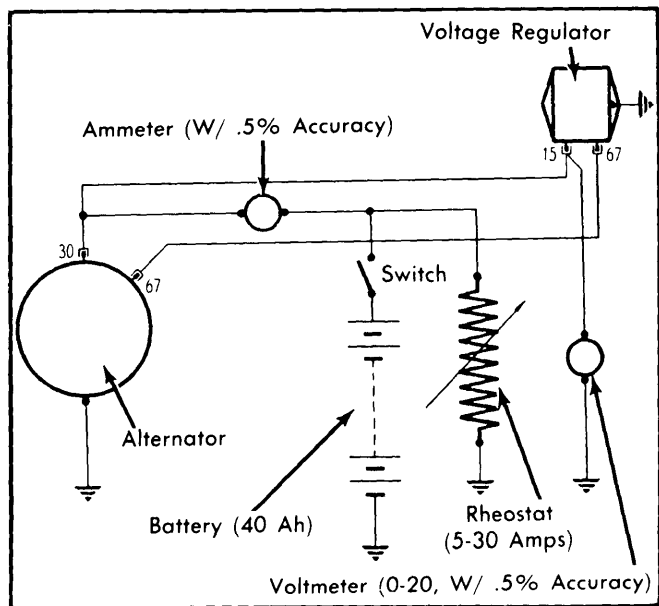 Voltage Regulator
Ammeter (W/ .5% Accuracy)
15
67
30
67
Switch
Alternator
Battery (40 Ah)
Rheostat
(5-30 Amps)
Voltmeter (0-20, W/ .5% Accuracy)